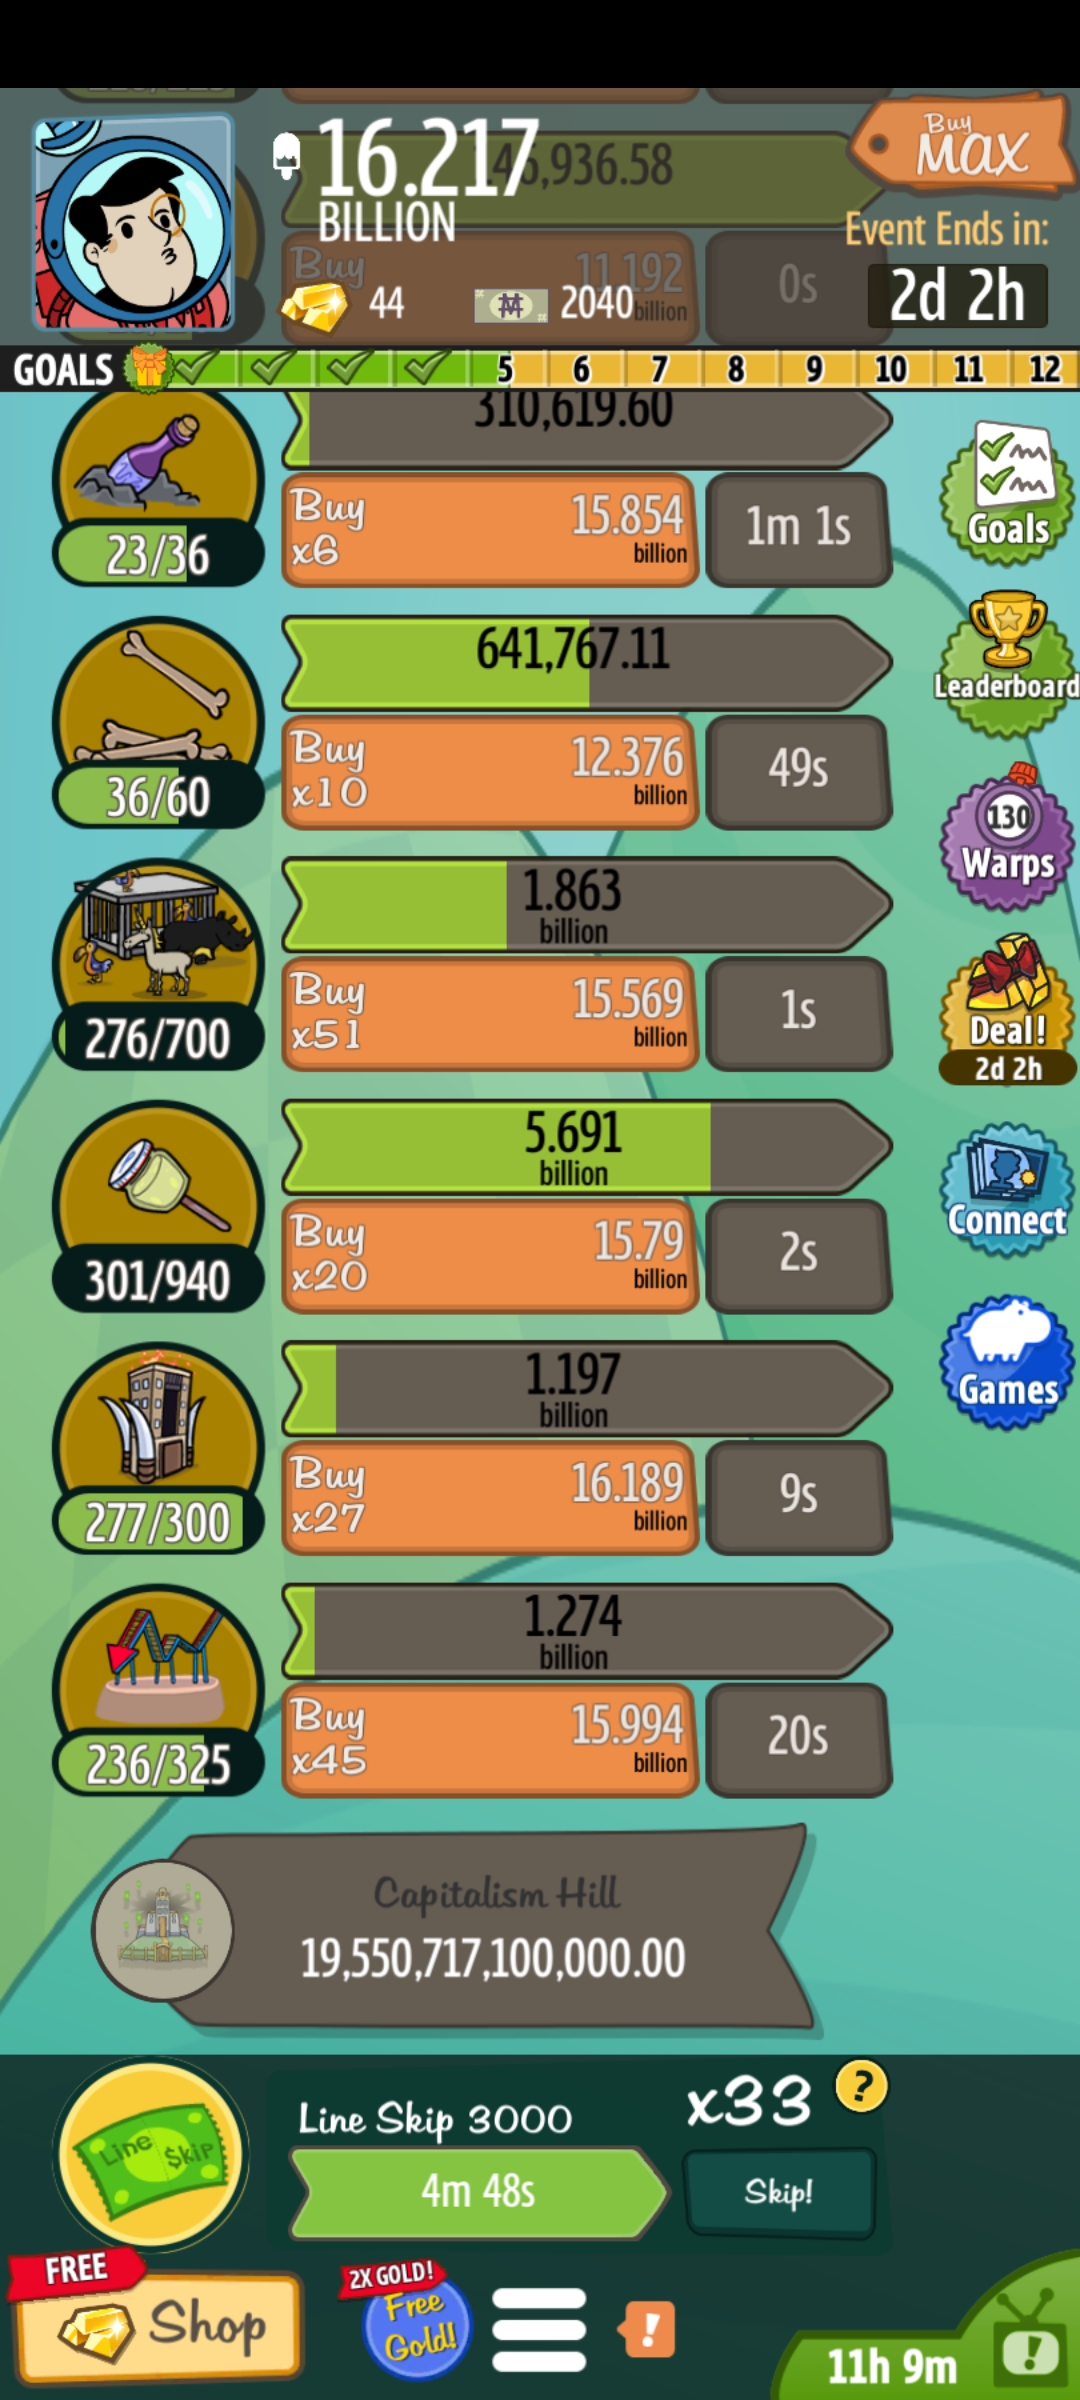 16.217
BILLION
46,936.58
Buy
MAX
Event Ends in:
2d 2h
Buy
11.192
billion
0s
44
2040
GOALS
5
6
7
8
9
10
11
12
310,619.60
23/36
Buy
x6
15.854
billion
1m 1s
Goals
Leaderboard
641,767.11
36/60
Buy
x10
12.376
billion
49s
130
Warps
1.863
billion
276/700
Buy
x51
15.569
billion
1s
Deal!
2d 2h
5.691
billion
301/940
Buy
x20
15.79
billion
2s
Connect
1.197
billion
277/300
Buy
x27
16.189
billion
9s
Games
1.274
billion
236/325
Buy
x45
15.994
billion
20s
Capitalism Hill
19,550,717,100,000.00
Line $kip
Line Skip 3000
x33
?
4m 48s
Skip!
FREE
Shop
2X GOLD!
Free
Gold!
!
11h 9m
!